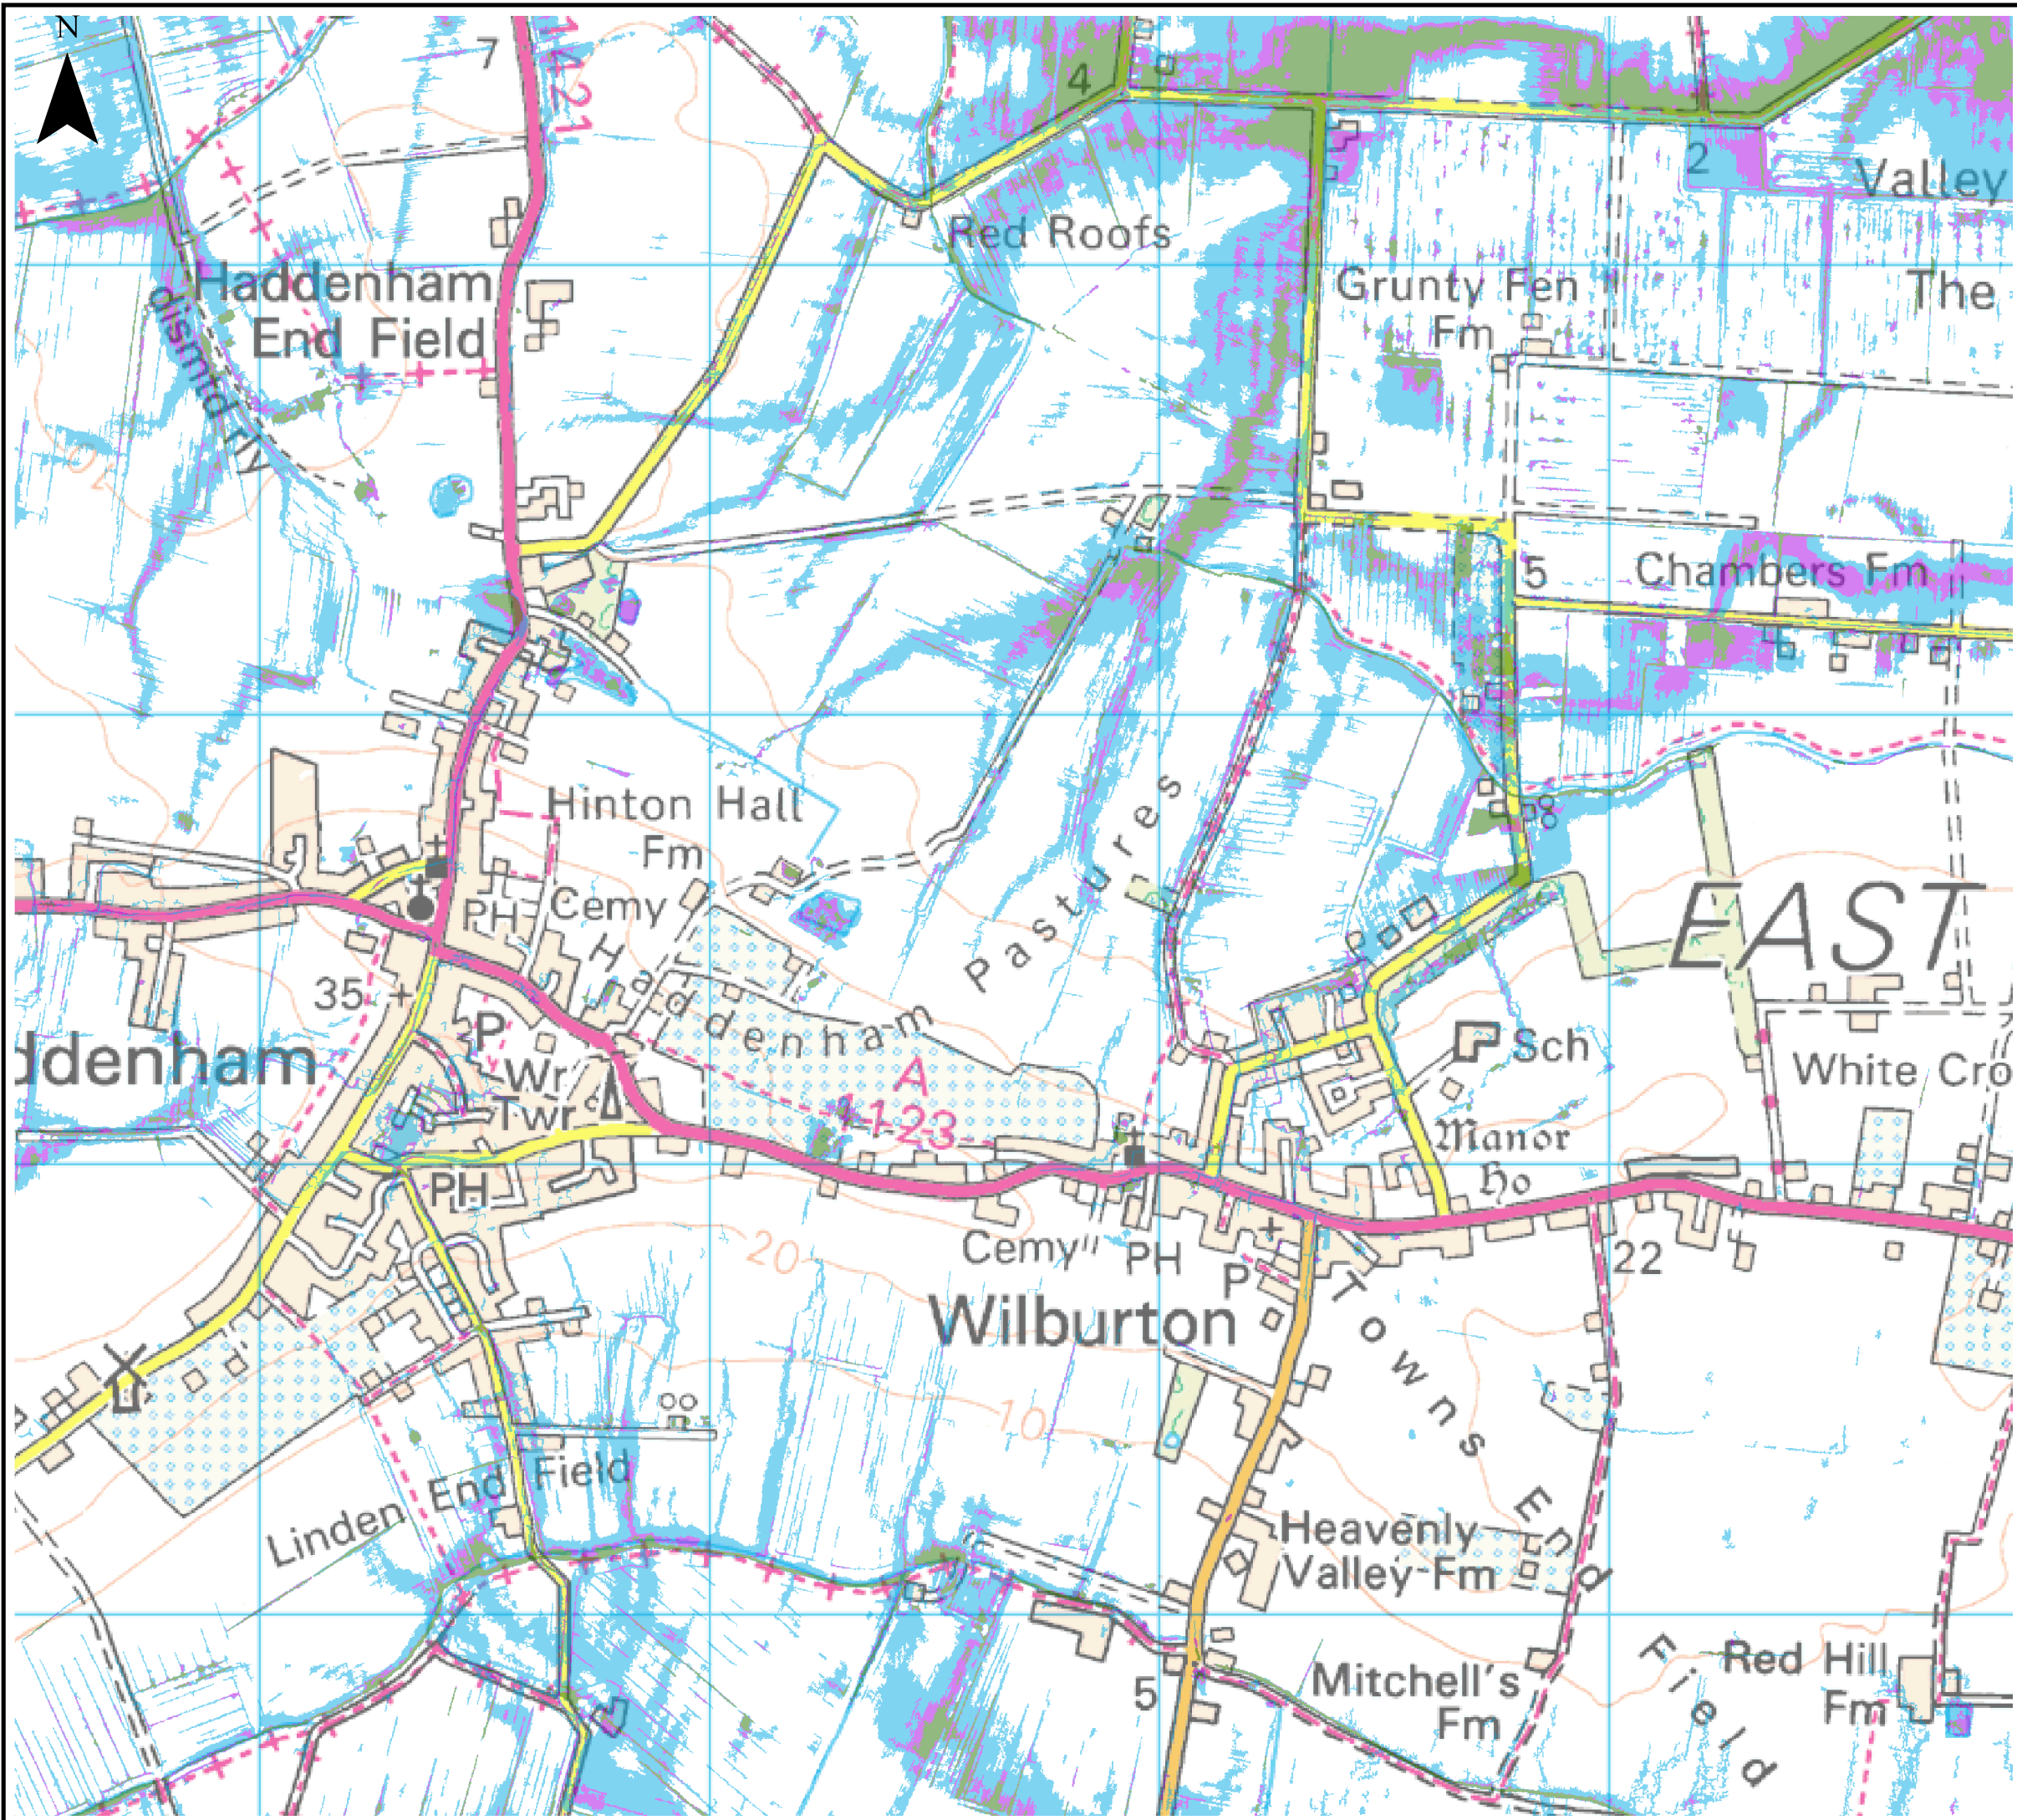 N
7
A1421
4
2
Valley
Red Roofs
Haddenham
End Field
Grunty Fen
Fm
The
dismtd rly
20
5
Chambers Fm
8
Hinton Hall
Fm
PH
Cemy
EAST
35
Haddenham Pastures
P
Wr
Twr
ddenham
A
1123
Sch
White Cro
Manor
Ho
PH
20
Cemy
PH
P
22
Wilburton
Towns End Field
10
Linden End Field
Heavenly
Valley Fm
5
Mitchell's
Fm
Red Hill
Fm